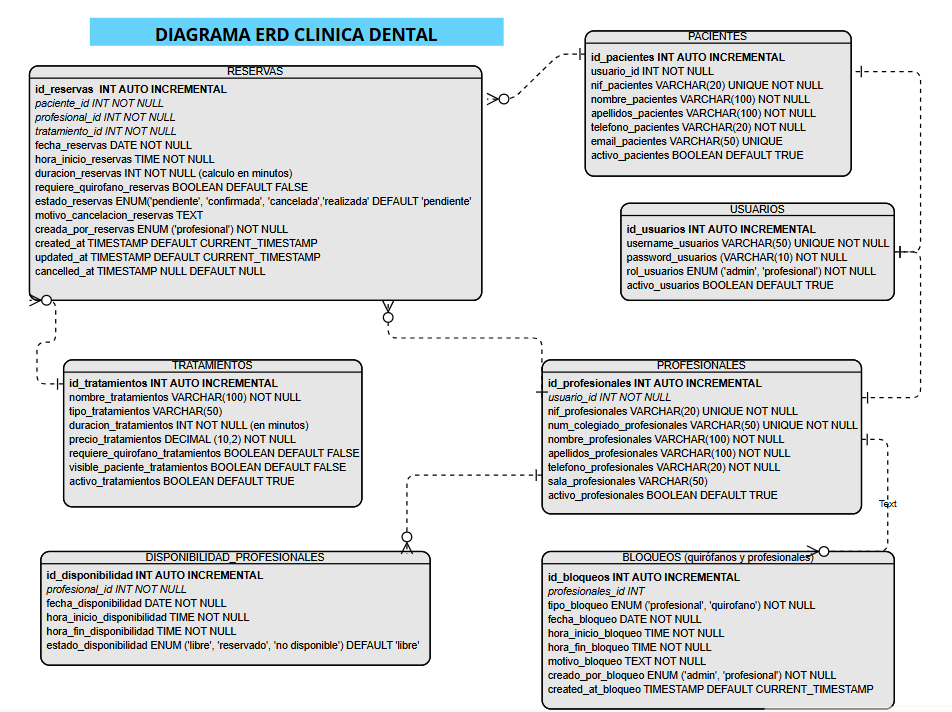 DIAGRAMA ERD CLINICA DENTAL
RESERVAS
id_reservas INT AUTO INCREMENTAL
paciente_id INT NOT NULL
profesional_id INT NOT NULL
tratamiento_id INT NOT NULL
fecha_reservas DATE NOT NULL
hora_inicio_reservas TIME NOT NULL
duracion_reservas INT NOT NULL (calculo en minutos)
requiere_quirofano_reservas BOOLEAN DEFAULT FALSE
estado_reservas ENUM('pendiente', 'confirmada', 'cancelada','realizada' DEFAULT 'pendiente'
motivo_cancelacion_reservas TEXT
creada_por_reservas ENUM ('profesional') NOT NULL
created_at TIMESTAMP DEFAULT CURRENT_TIMESTAMP
updated_at TIMESTAMP DEFAULT CURRENT_TIMESTAMP
cancelled_at TIMESTAMP NULL DEFAULT NULL
PACIENTES
id_pacientes INT AUTO INCREMENTAL
usuario_id INT NOT NULL
nif_pacientes VARCHAR(20) UNIQUE NOT NULL
nombre_pacientes VARCHAR(100) NOT NULL
apellidos_pacientes VARCHAR(100) NOT NULL
telefono_pacientes VARCHAR(20) NOT NULL
email_pacientes VARCHAR(50) UNIQUE
activo_pacientes BOOLEAN DEFAULT TRUE
USUARIOS
id_usuarios INT AUTO INCREMENTAL
username_usuarios VARCHAR(50) UNIQUE NOT NULL
password_usuarios (VARCHAR(10) NOT NULL
rol_usuarios ENUM ('admin', 'profesional') NOT NULL
activo_usuarios BOOLEAN DEFAULT TRUE
TRATAMIENTOS
id_tratamientos INT AUTO INCREMENTAL
nombre_tratamientos VARCHAR(100) NOT NULL
tipo_tratamientos VARCHAR(50)
duracion_tratamientos INT NOT NULL (en minutos)
precio_tratamientos DECIMAL (10,2) NOT NULL
requiere_quirofano_tratamientos BOOLEAN DEFAULT FALSE
visible_paciente_tratamientos BOOLEAN DEFAULT FALSE
activo_tratamientos BOOLEAN DEFAULT TRUE
PROFESIONALES
id_profesionales INT AUTO INCREMENTAL
usuario_id INT NOT NULL
nif_profesionales VARCHAR(20) UNIQUE NOT NULL
num_colegiado_profesionales VARCHAR(50) UNIQUE NOT NULL
nombre_profesionales VARCHAR(100) NOT NULL
apellidos_profesionales VARCHAR(100) NOT NULL
telefono_profesionales VARCHAR(20) NOT NULL
sala_profesionales VARCHAR(50)
activo_profesionales BOOLEAN DEFAULT TRUE
Text
DISPONIBILIDAD_PROFESIONALES
id_disponibilidad INT AUTO INCREMENTAL
profesional_id INT NOT NULL
fecha_disponibilidad DATE NOT NULL
hora_inicio_disponibilidad TIME NOT NULL
hora_fin_disponibilidad TIME NOT NULL
estado_disponibilidad ENUM ('libre', 'reservado', 'no disponible') DEFAULT 'libre'
BLOQUEOS (quirófanos y profesionales)
id_bloqueos INT AUTO INCREMENTAL
profesionales_id INT
tipo_bloqueo ENUM ('profesional', 'quirofano') NOT NULL
fecha_bloqueo DATE NOT NULL
hora_inicio_bloqueo TIME NOT NULL
hora_fin_bloqueo TIME NOT NULL
motivo_bloqueo TEXT NOT NULL
creado_por_bloqueo ENUM ('admin', 'profesional') NOT NULL
created_at_bloqueo TIMESTAMP DEFAULT CURRENT_TIMESTAMP